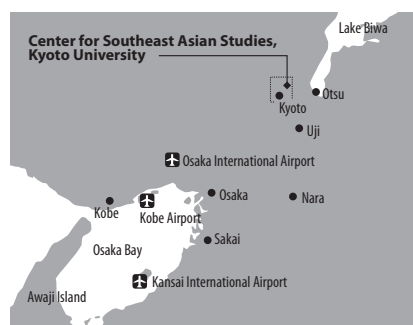 Lake Biwa
Center for Southeast Asian Studies,
Kyoto University
Otsu
Kyoto
Uji
Osaka International Airport
Osaka
Nara
Kobe
Kobe Airport
Sakai
Osaka Bay
Kansai International Airport
Awaji Island